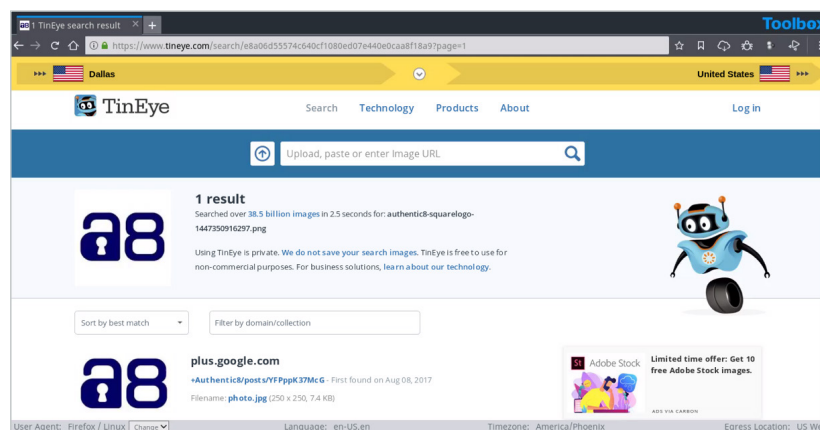 a8 1 TinEye search result × +
Toolbox
https://www.tineye.com/search/e8a06d55574c640cf1080ed07e440e0caa8f18a9?page=1
Dallas
United States
TinEye
Search Technology Products About Log in
Upload, paste or enter Image URL
a8
1 result
Searched over 38.5 billion images in 2.5 seconds for: authentic8-squarelogo-
1447350916297.png
Using TinEye is private. We do not save your search images. TinEye is free to use for
non-commercial purposes. For business solutions, learn about our technology.
Sort by best match
Filter by domain/collection
a8
plus.google.com
+Authentic8/posts/YFPppK37McG - First found on Aug 08, 2017
Filename: photo.jpg (250 x 250, 7.4 KB)
St Adobe Stock
Limited time offer: Get 10
free Adobe Stock images.
ADS VIA CARBON
User Agent: Firefox / Linux Change Language: en-US,en Timezone: America/Phoenix Egress Location: US We